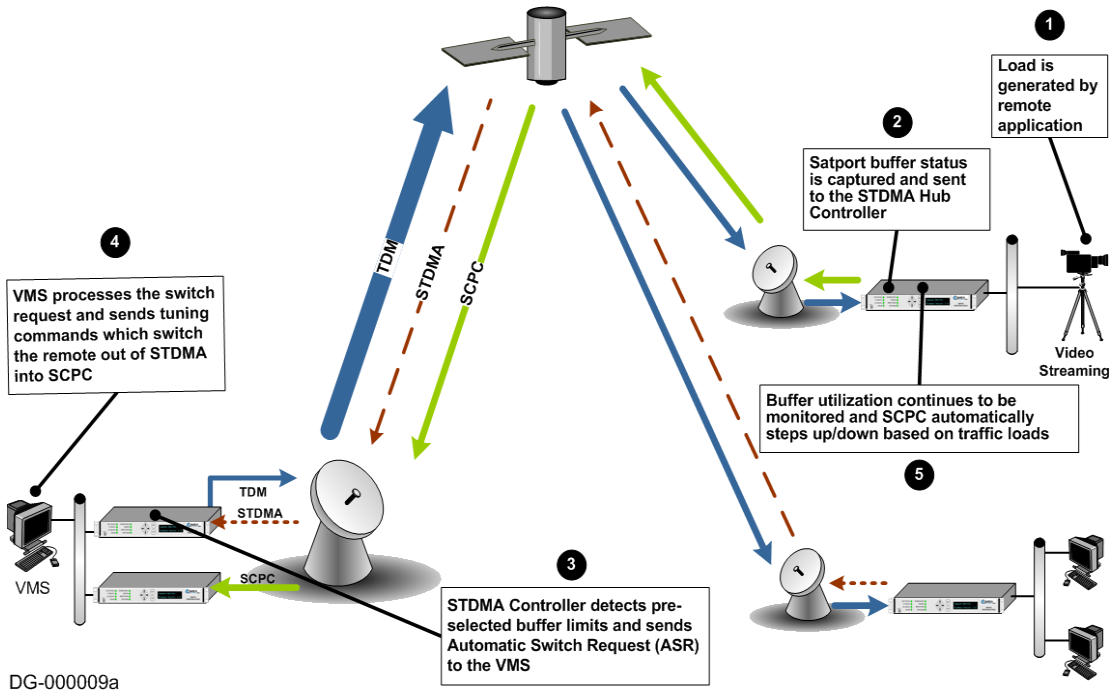 1
Load is
generated by
remote
application
2
Satport buffer status
is captured and sent
to the STDMA Hub
Controller
TDM
STDMA
SCPC
4
VMS processes the switch
request and sends tuning
commands which switch
the remote out of STDMA
into SCPC
Video
Streaming
Buffer utilization continues to be
monitored and SCPC automatically
steps up/down based on traffic loads
5
TDM
STDMA
VMS
SCPC
3
STDMA Controller detects pre-
selected buffer limits and sends
Automatic Switch Request (ASR)
to the VMS
DG-000009a